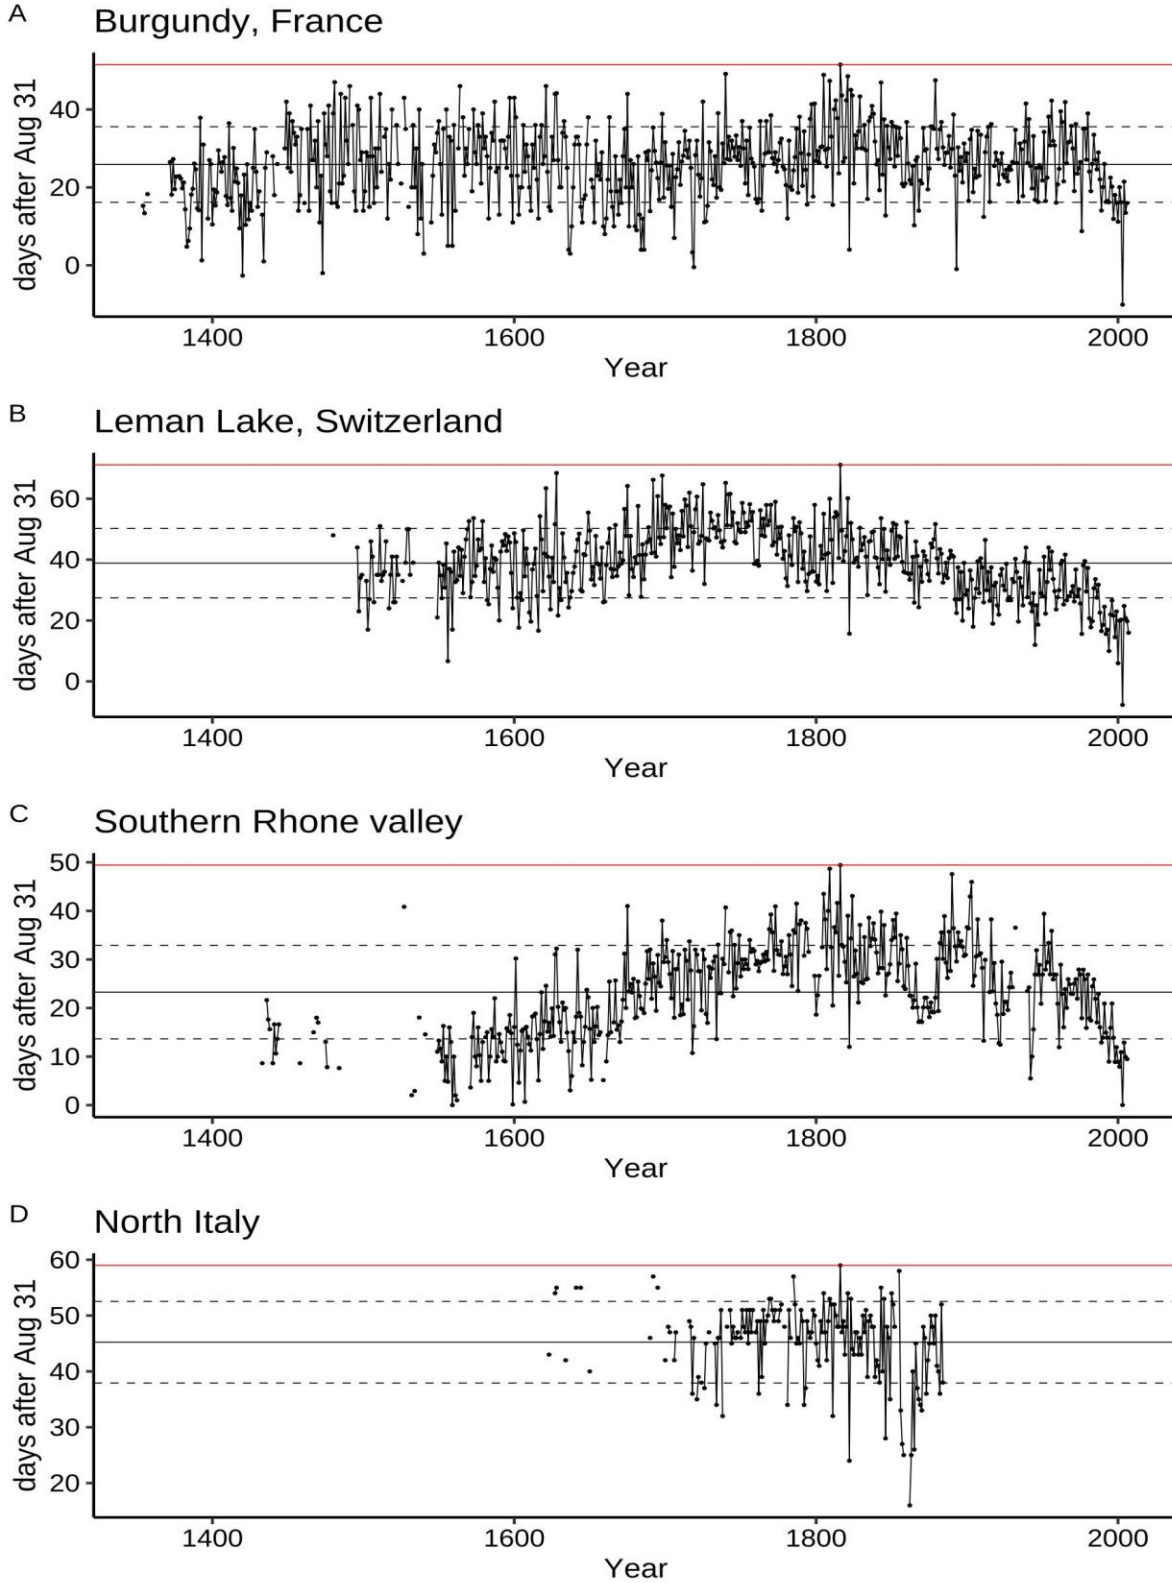 A
Burgundy, France
days after Aug 31
40
20
0
1400 1600 1800 2000
Year
B
Leman Lake, Switzerland
days after Aug 31
60
40
20
0
1400 1600 1800 2000
Year
C
Southern Rhone valley
days after Aug 31
50
40
30
20
10
0
1400 1600 1800 2000
Year
D
North Italy
days after Aug 31
60
50
40
30
20
1400 1600 1800 2000
Year